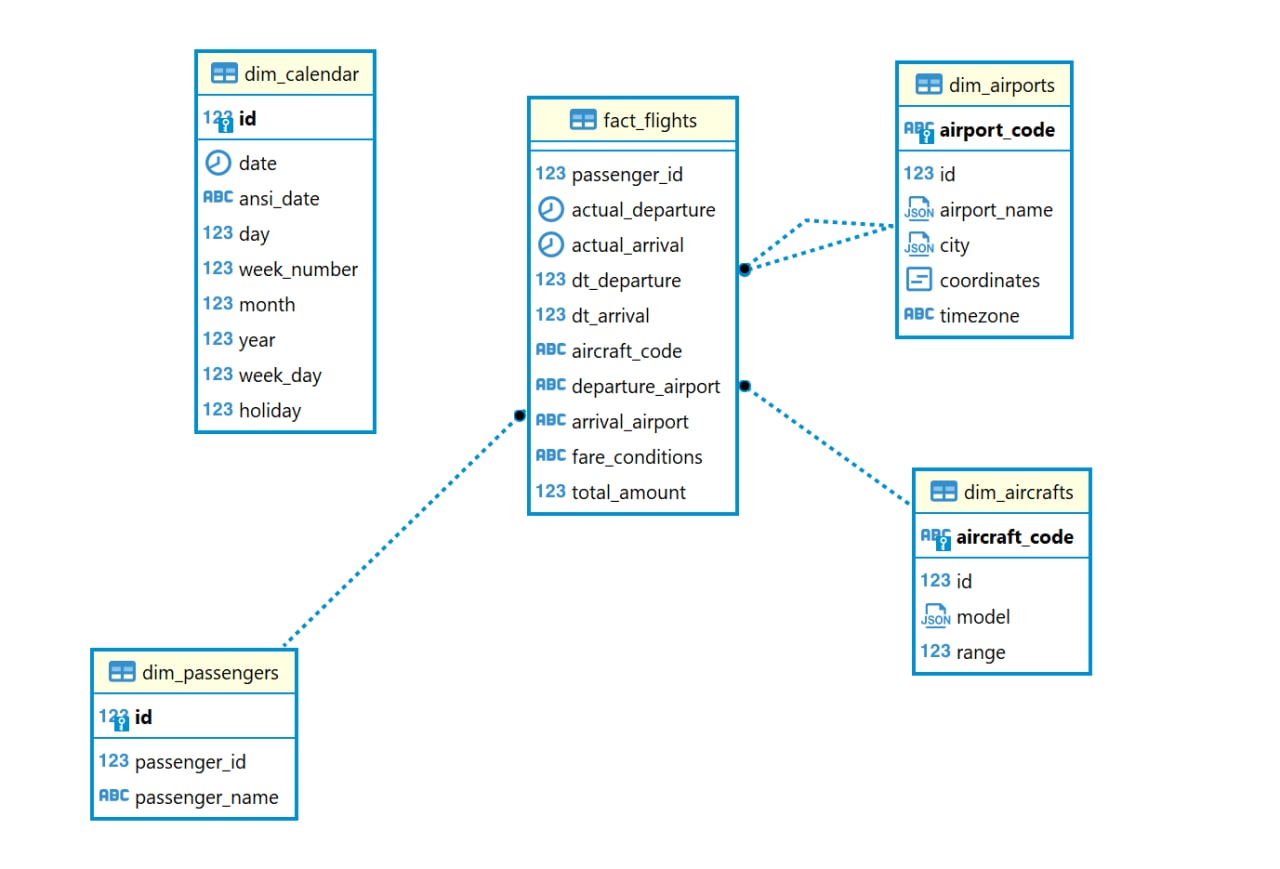 dim_calendar
123 id
date
ABC ansi_date
123 day
123 week_number
123 month
123 year
123 week_day
123 holiday
fact_flights
123 passenger_id
actual_departure
actual_arrival
123 dt_departure
123 dt_arrival
ABC aircraft_code
ABC departure_airport
ABC arrival_airport
ABC fare_conditions
123 total_amount
dim_airports
ABC airport_code
123 id
JSON airport_name
JSON city
coordinates
ABC timezone
dim_aircrafts
ABC aircraft_code
123 id
JSON model
123 range
dim_passengers
123 id
123 passenger_id
ABC passenger_name